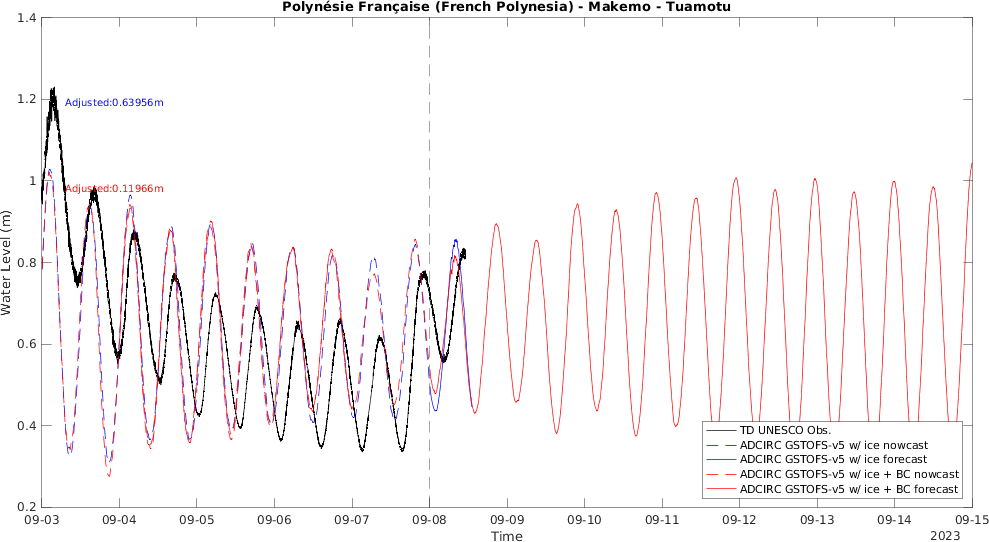 Polynésie Française (French Polynesia) - Makemo - Tuamotu
1.4
1.2
1
0.8
0.6
0.4
0.2
Water Level (m)
Adjusted:0.63956m
Adjusted:0.11966m
TD UNESCO Obs.
ADCIRC GSTOFS-v5 w/ ice nowcast
ADCIRC GSTOFS-v5 w/ ice forecast
ADCIRC GSTOFS-v5 w/ ice + BC nowcast
ADCIRC GSTOFS-v5 w/ ice + BC forecast
09-03 09-04 09-05 09-06 09-07 09-08 09-09 09-10 09-11 09-12 09-13 09-14 09-15
Time
2023